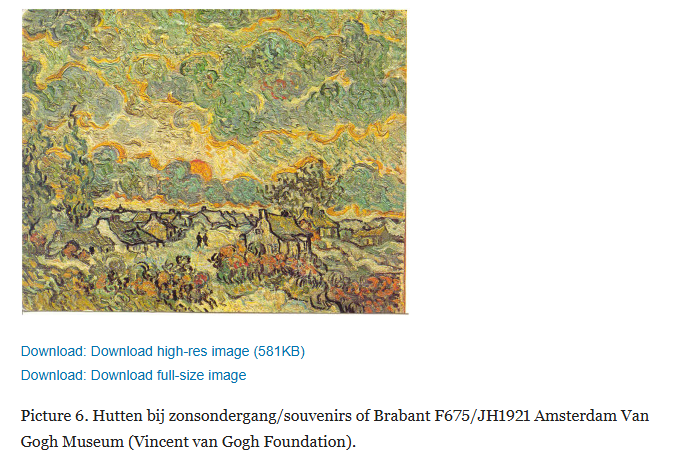 Download: Download high-res image (581KB)
Download: Download full-size image
Picture 6. Hutten bij zonsondergang/souvenirs of Brabant F675/JH1921 Amsterdam Van
Gogh Museum (Vincent van Gogh Foundation).